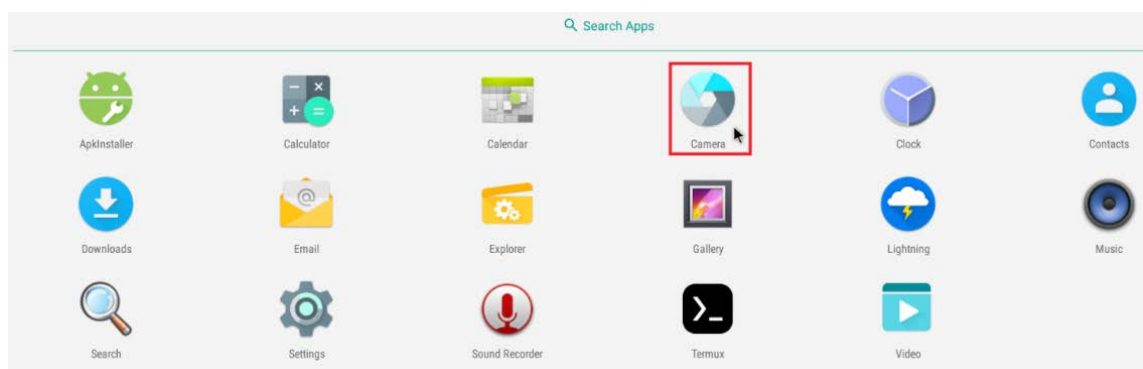 Search Apps
ApkInstaller Calculator Calendar Camera Clock Contacts
@
Downloads Email Explorer Gallery Lightning Music
Search Settings Sound Recorder Termux Video